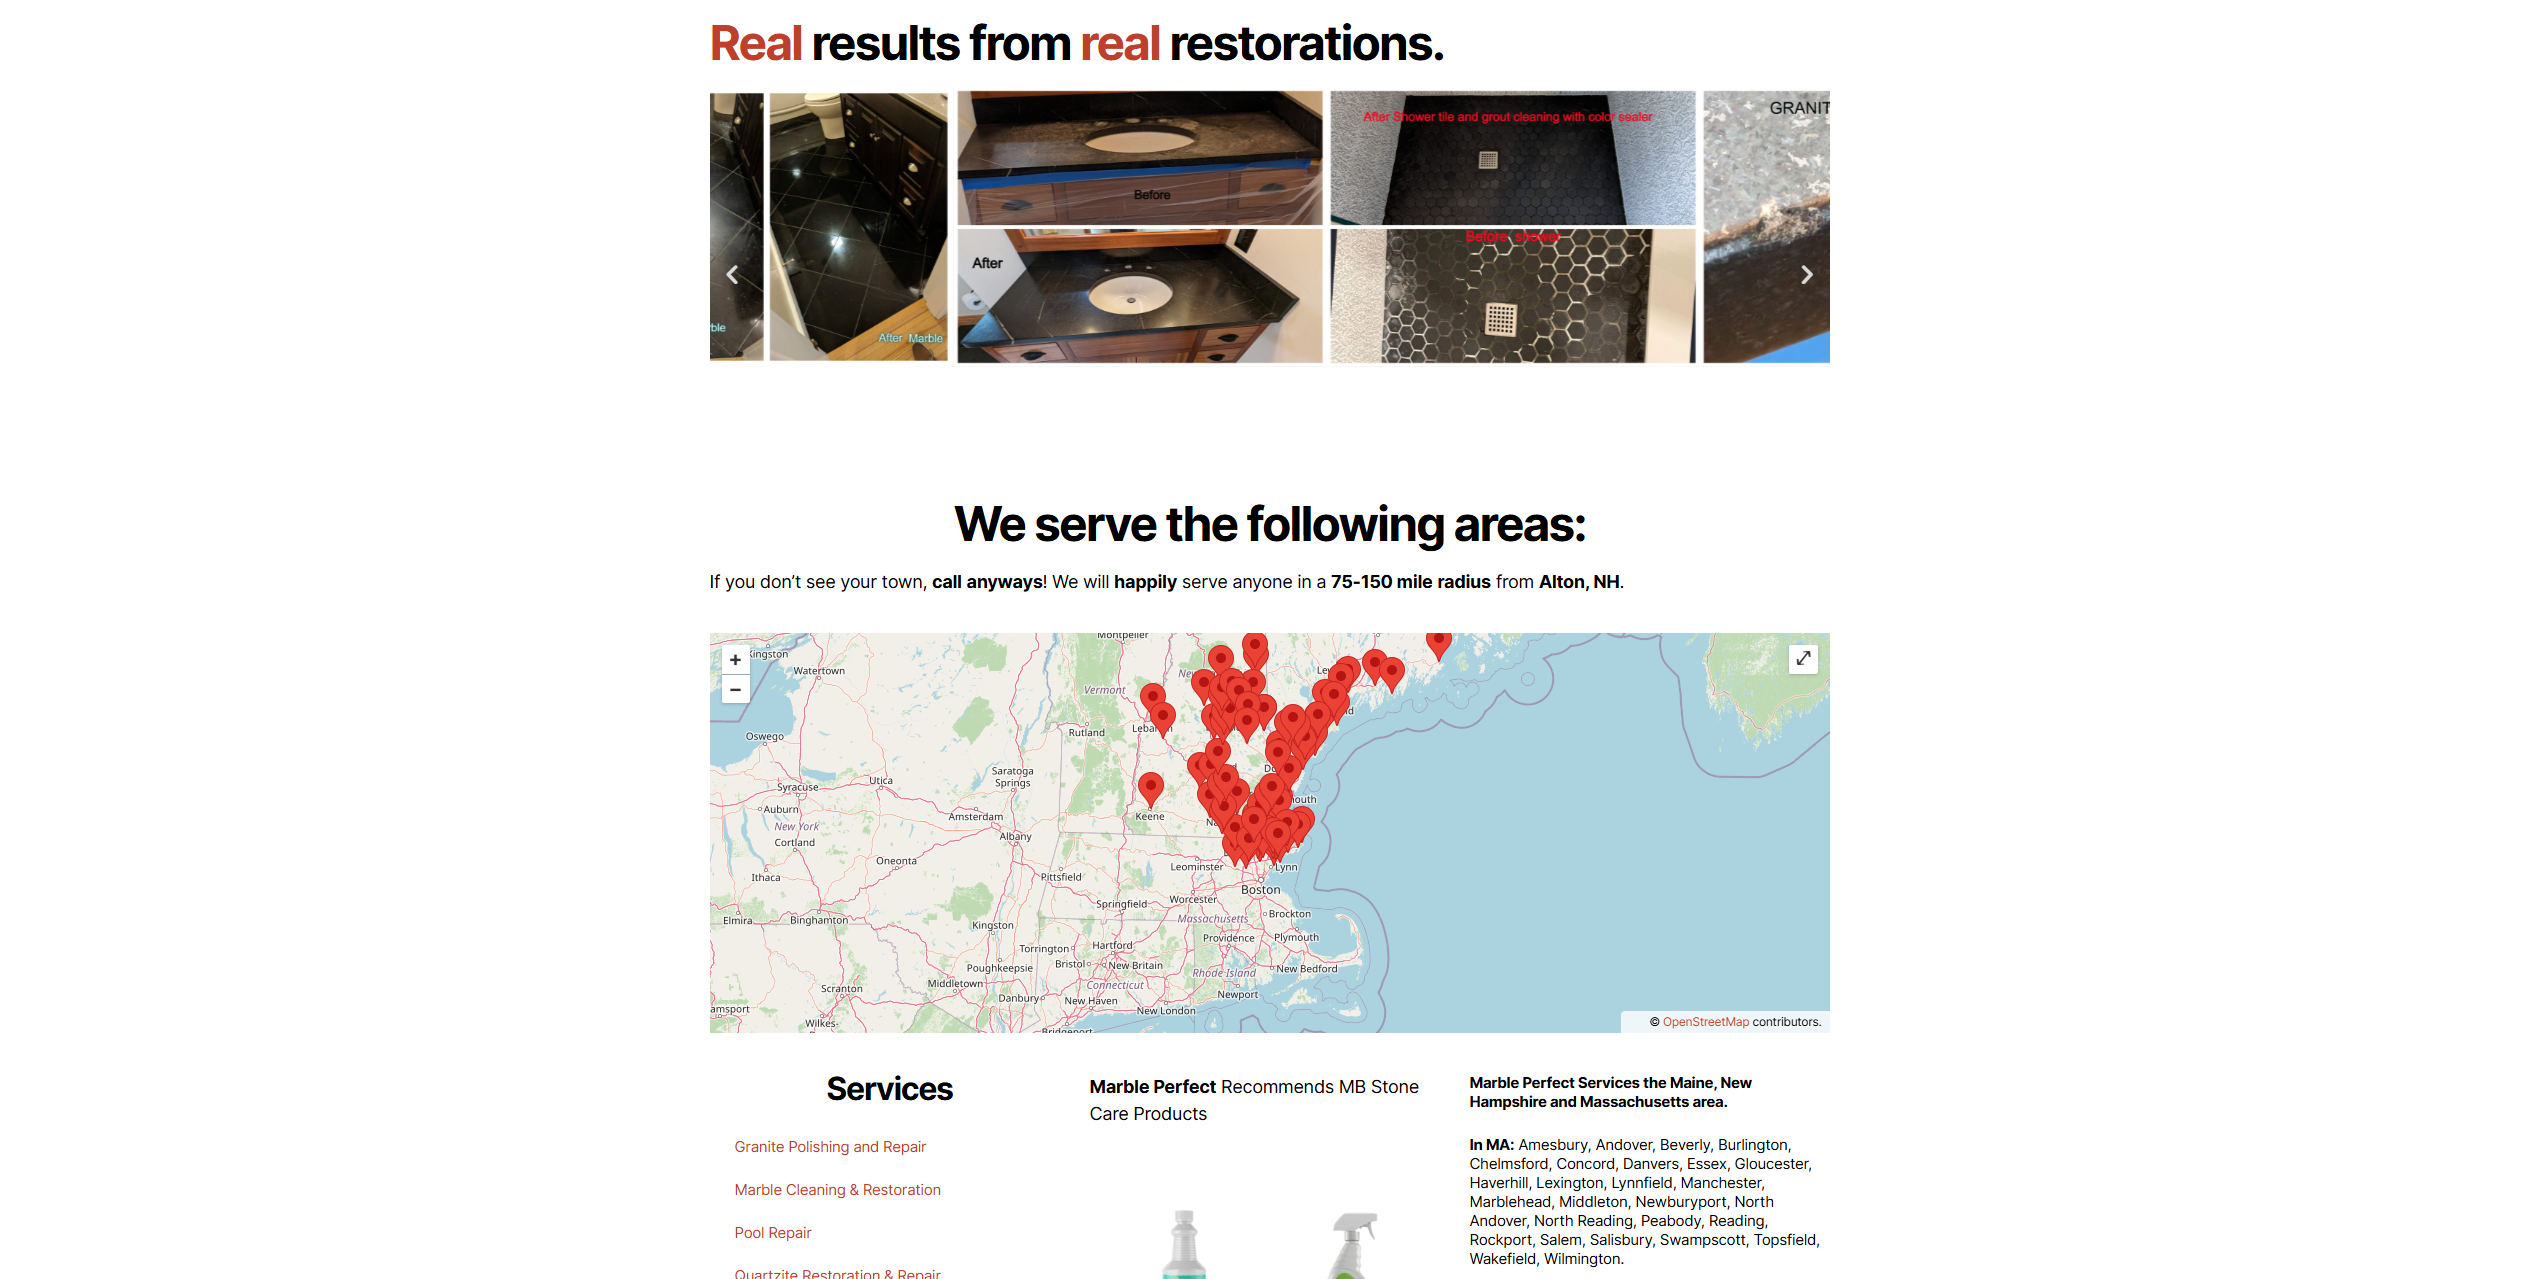 Real results from real restorations.
GRANIT
After Shower tile and grout cleaning with color sealer
Before
Before shower
After
ble
After Marble
We serve the following areas:
If you don’t see your town, call anyways! We will happily serve anyone in a 75-150 mile radius from Alton, NH.
Montpelier
Kingston
Watertown
Vermont
Oswego
Rutland
Saratoga
Springs
Utica
Syracuse
Auburn
Amsterdam
Keene
New York
Albany
Cortland
Oneonta
Leominster
Lynn
Ithaca
Pittsfield
Boston
Springfield
Worcester
Massachusetts
Brockton
Elmira
Binghamton
Kingston
Providence
Plymouth
Torrington
Hartford
Poughkeepsie
Bristol
New Britain
Rhode Island
New Bedford
Scranton
Middletown
Connecticut
Danbury
New Haven
Newport
amsport
New London
Wilkes-
Bridgeport
© OpenStreetMap contributors.
Services
Granite Polishing and Repair
Marble Cleaning & Restoration
Pool Repair
Quartzite Restoration & Repair
Marble Perfect Recommends MB Stone
Care Products
Marble Perfect Services the Maine, New
Hampshire and Massachusetts area.
In MA: Amesbury, Andover, Beverly, Burlington,
Chelmsford, Concord, Danvers, Essex, Gloucester,
Haverhill, Lexington, Lynnfield, Manchester,
Marblehead, Middleton, Newburyport, North
Andover, North Reading, Peabody, Reading,
Rockport, Salem, Salisbury, Swampscott, Topsfield,
Wakefield, Wilmington.